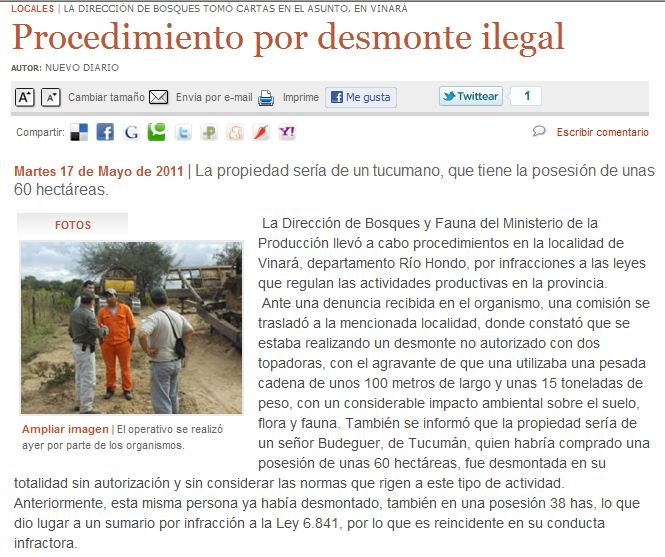 LOCALES | LA DIRECCIÓN DE BOSQUES TOMÓ CARTAS EN EL ASUNTO, EN VINARÁ
Procedimiento por desmonte ilegal
AUTOR: NUEVO DIARIO
A+ A- Cambiar tamaño Envia por e-mail Imprime Me gusta Twittear 1
Compartir: Escribir comentario
Martes 17 de Mayo de 2011 | La propiedad sería de un tucumano, que tiene la posesión de unas
60 hectáreas.
FOTOS
Ampliar imagen | El operativo se realizó
ayer por parte de los organismos.
La Dirección de Bosques y Fauna del Ministerio de la
Producción llevó a cabo procedimientos en la localidad de
Vinará, departamento Río Hondo, por infracciones a las leyes
que regulan las actividades productivas en la provincia.
Ante una denuncia recibida en el organismo, una comisión se
trasladó a la mencionada localidad, donde constató que se
estaba realizando un desmonte no autorizado con dos
topadoras, con el agravante de que una utilizaba una pesada
cadena de unos 100 metros de largo y unas 15 toneladas de
peso, con un considerable impacto ambiental sobre el suelo,
flora y fauna. También se informó que la propiedad sería de
un señor Budeguer, de Tucumán, quien habría comprado una
posesión de unas 60 hectáreas, fue desmontada en su
totalidad sin autorización y sin considerar las normas que rigen a este tipo de actividad.
Anteriormente, esta misma persona ya había desmontado, también en una posesión 38 has, lo que
dio lugar a un sumario por infracción a la Ley 6.841, por lo que es reincidente en su conducta
infractora.